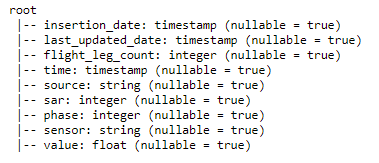 root
 |-- insertion_date: timestamp (nullable = true)
 |-- last_updated_date: timestamp (nullable = true)
 |-- flight_leg_count: integer (nullable = true)
 |-- time: timestamp (nullable = true)
 |-- source: string (nullable = true)
 |-- sar: integer (nullable = true)
 |-- phase: integer (nullable = true)
 |-- sensor: string (nullable = true)
 |-- value: float (nullable = true)